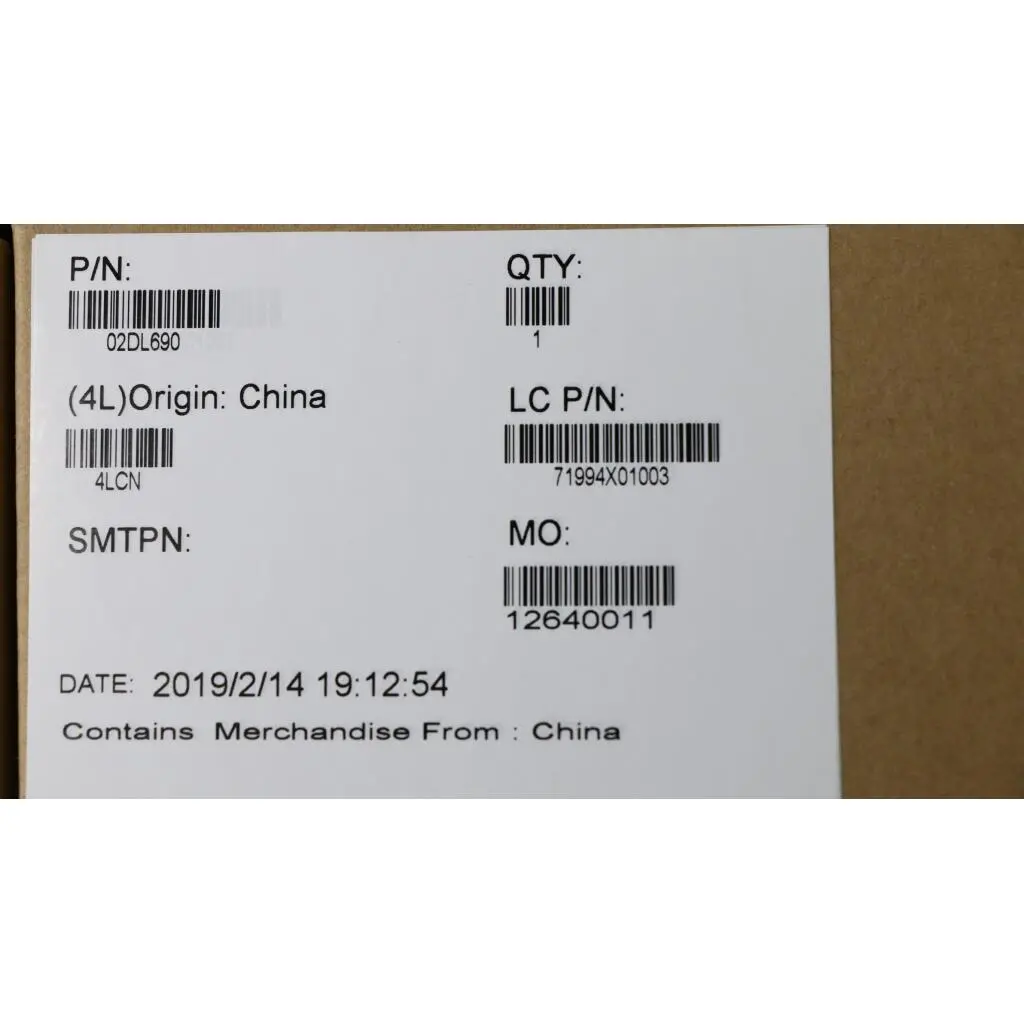 P/N:
02DL690
QTY:
1
(4L)Origin: China
4LCN
LC P/N:
71994X01003
SMTPN:
MO:
12640011
DATE: 2019/2/14 19:12:54
Contains Merchandise From : China